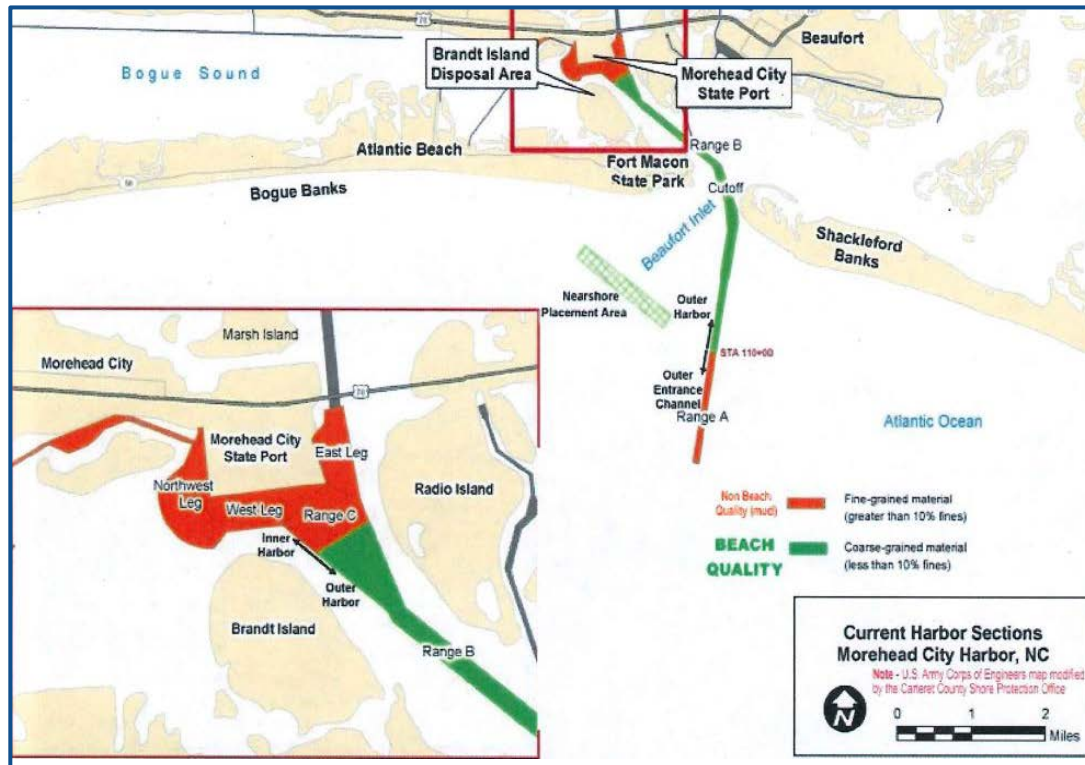 70
Beaufort
Bogue Sound
Brandt Island
Disposal Area
Morehead City
State Port
Atlantic Beach
Range B
Fort Macon
State Park
58
Cutoff
Bogue Banks
Beaufort Inlet
Shackleford
Banks
Nearshore
Placement Area
Outer
Harbor
STA 110+00
Outer
Entrance
Channel
Range A
Atlantic Ocean
Marsh Island
Morehead City
70
Morehead City
State Port
East Leg
Northwest
Leg
West Leg
Range C
Radio Island
Inner
Harbor
Outer
Harbor
Brandt Island
Range B
Non Beach
Quality (mud)
Fine-grained material
(greater than 10% fines)
BEACH
QUALITY
Coarse-grained material
(less than 10% fines)
Current Harbor Sections
Morehead City Harbor, NC
Note - U.S. Army Corps of Engineers map modified
by the Carteret County Shore Protection Office
N
0 1 2
Miles